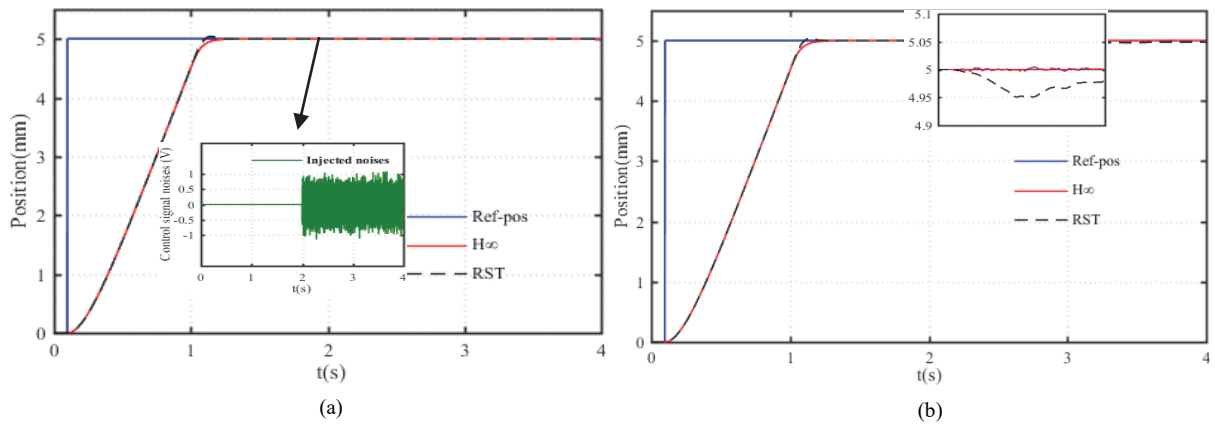 5
4
3
2
1
0
Position(mm)
Control signal noises (V)
Injected noises
1
0.5
0
-0.5
-1
0
1
2
3
4
t(s)
Ref-pos
H∞
RST
0
1
2
3
4
t(s)
(a)
5
4
3
2
1
0
Position(mm)
5.1
5.05
5
4.95
4.9
Ref-pos
H∞
RST
0
1
2
3
4
t(s)
(b)